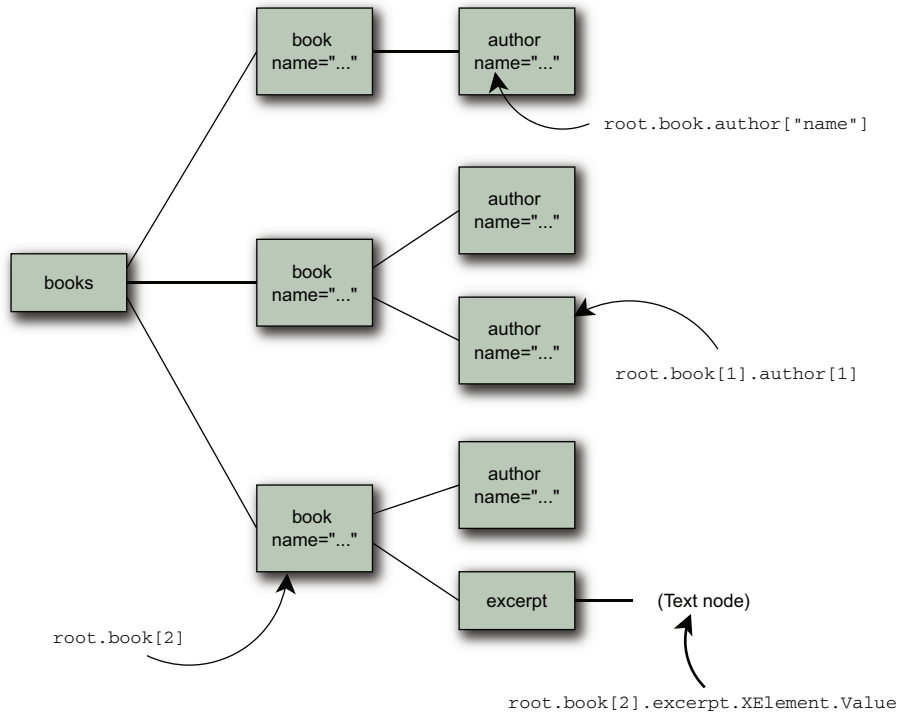 book
name="..."
author
name="..."
root.book.author["name"]
author
name="..."
books
book
name="..."
author
name="..."
root.book[1].author[1]
author
name="..."
book
name="..."
excerpt
(Text node)
root.book[2]
root.book[2].excerpt.XElement.Value